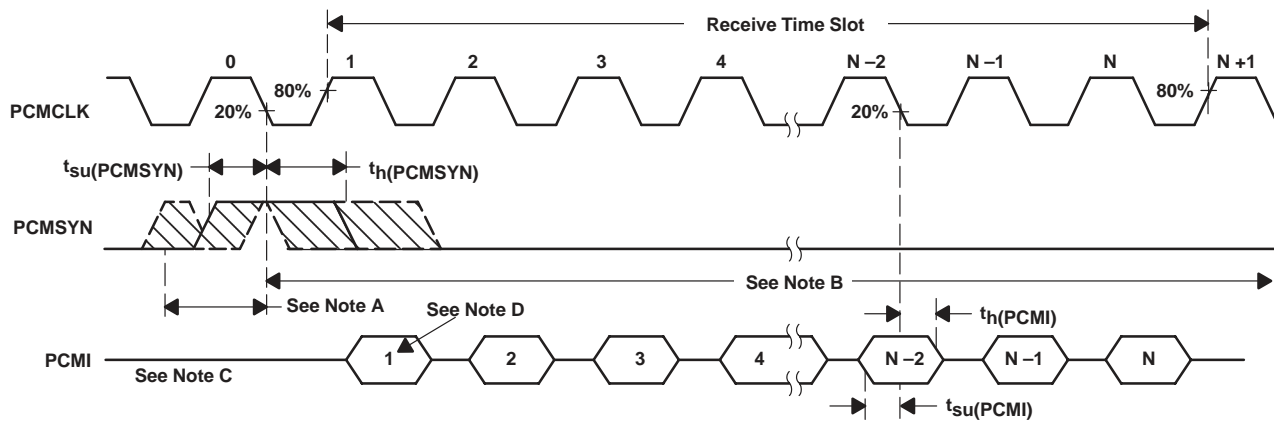 Receive Time Slot
0 1 2 3 4 N –2 N –1 N N +1
80% 80%
PCMCLK 20% 20%
tsu(PCMSYN) th(PCMSYN)
PCMSYN
See Note A See Note B
See Note D th(PCMI)
PCMI 1 2 3 4 N –2 N –1 N
See Note C
tsu(PCMI)